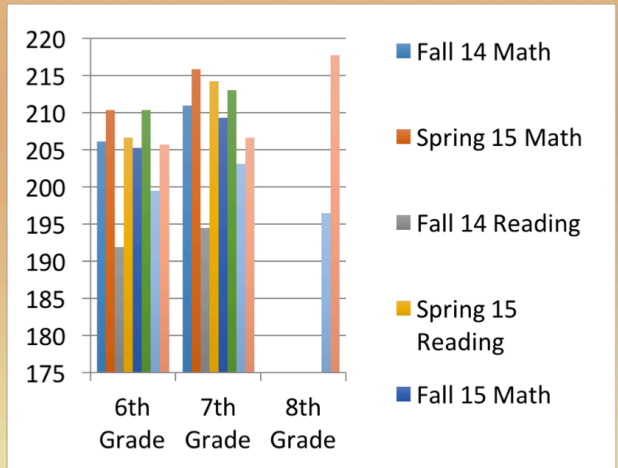 220
215
210
205
200
195
190
185
180
175
6th
Grade
7th
Grade
8th
Grade
Fall 14 Math
Spring 15 Math
Fall 14 Reading
Spring 15
Reading
Fall 15 Math